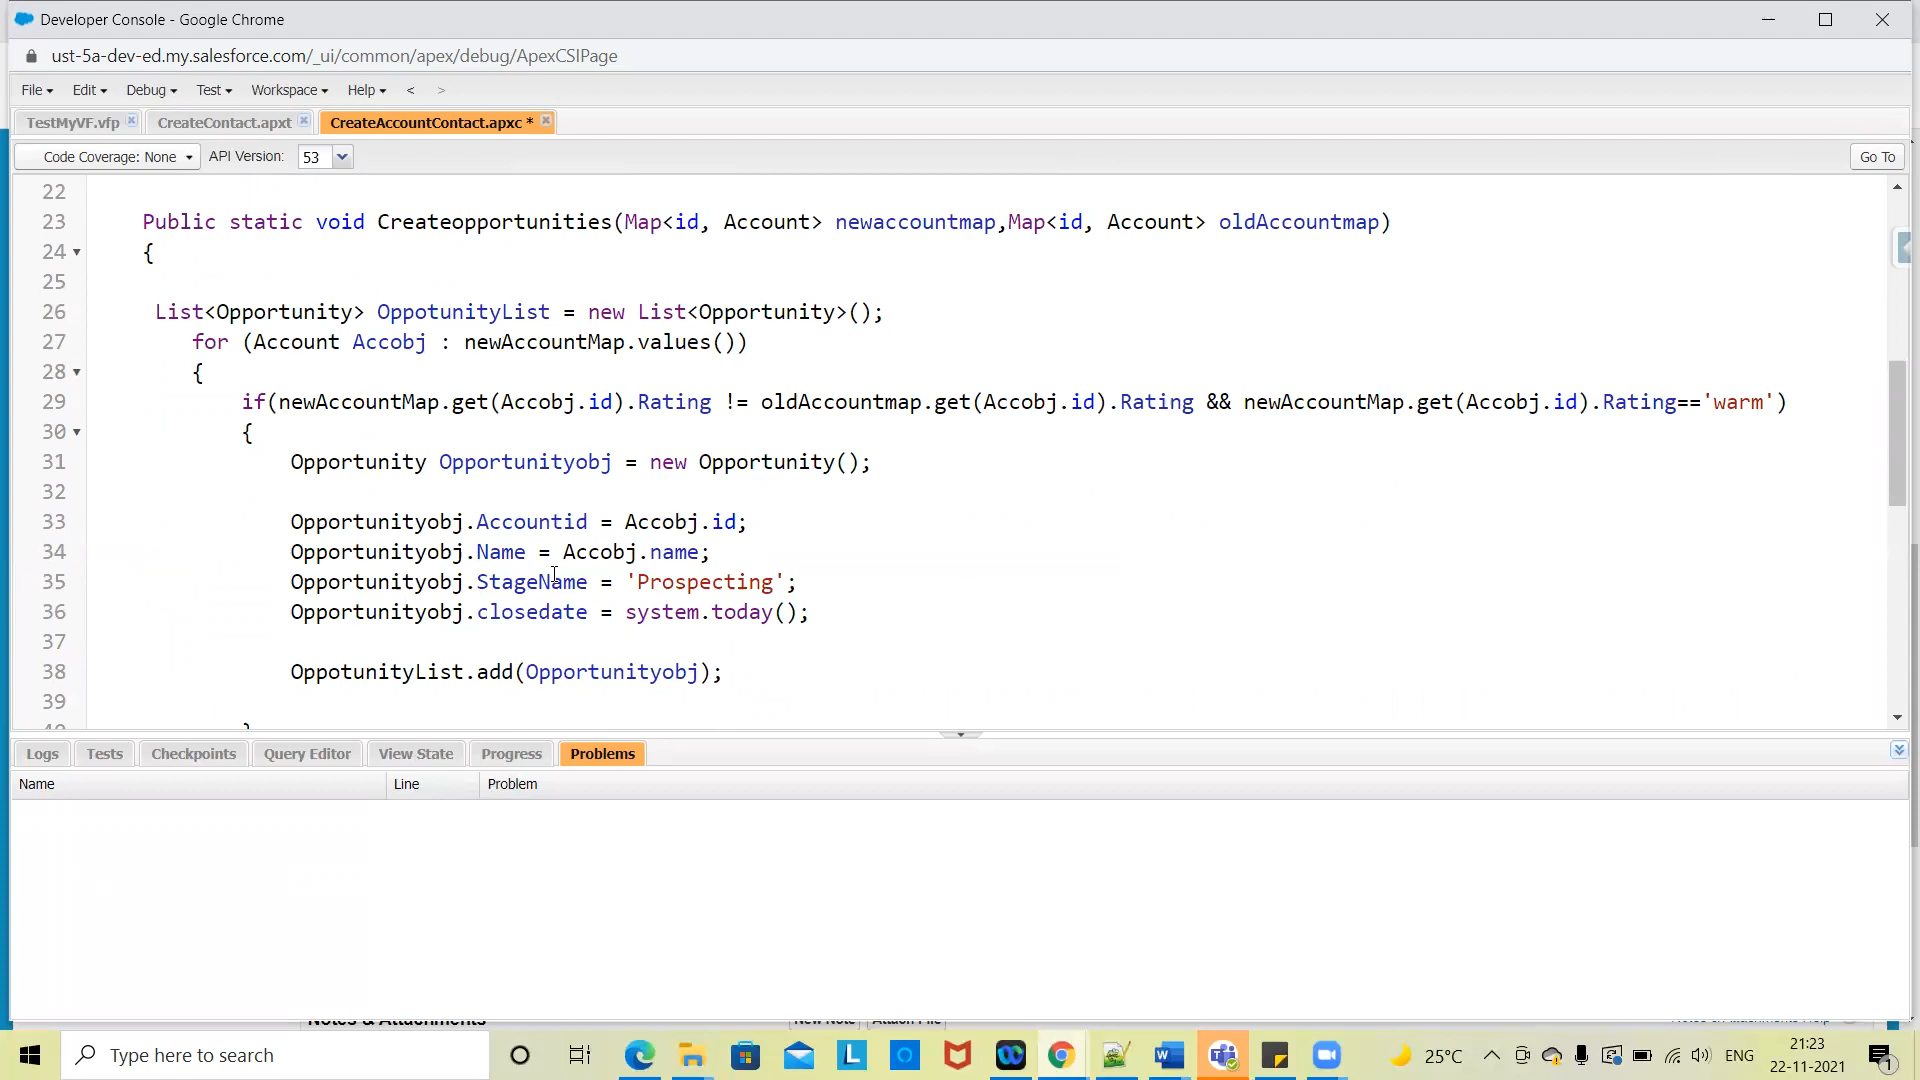 Developer Console - Google Chrome
ust-5a-dev-ed.my.salesforce.com/_ui/common/apex/debug/ApexCSIPage
File Edit Debug Test Workspace Help < >
TestMyVF.vfp CreateContact.apxt CreateAccountContact.apxc *
Code Coverage: None API Version: 53 Go To
22
23 Public static void Createopportunities(Map<id, Account> newaccountmap,Map<id, Account> oldAccountmap)
24 {
25
26 List<Opportunity> OppotunityList = new List<Opportunity>();
27 for (Account Accobj : newAccountMap.values())
28 {
29 if(newAccountMap.get(Accobj.id).Rating != oldAccountmap.get(Accobj.id).Rating && newAccountMap.get(Accobj.id).Rating=='warm')
30 {
31 Opportunity Opportunityobj = new Opportunity();
32
33 Opportunityobj.Accountid = Accobj.id;
34 Opportunityobj.Name = Accobj.name;
35 Opportunityobj.StageName = 'Prospecting';
36 Opportunityobj.closedate = system.today();
37
38 OppotunityList.add(Opportunityobj);
39
Logs Tests Checkpoints Query Editor View State Progress Problems
Name Line Problem
Notes & Attachments New Note Attach File
Type here to search
25°C ENG
21:23
22-11-2021
1